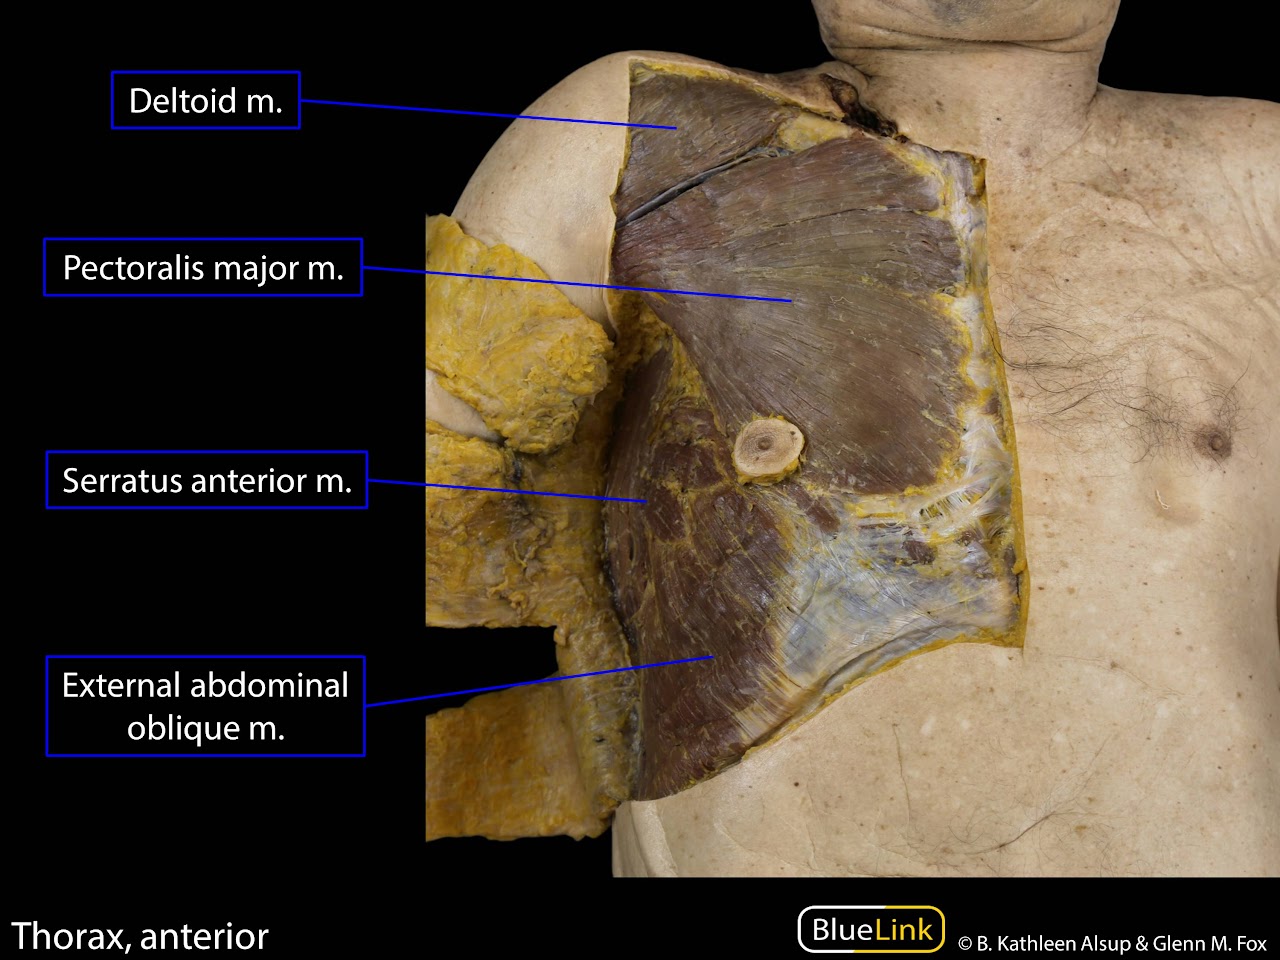 Deltoid m.
Pectoralis major m.
Serratus anterior m.
External abdominal
oblique m.
Thorax, anterior
BlueLink
© B. Kathleen Alsup & Glenn M. Fox